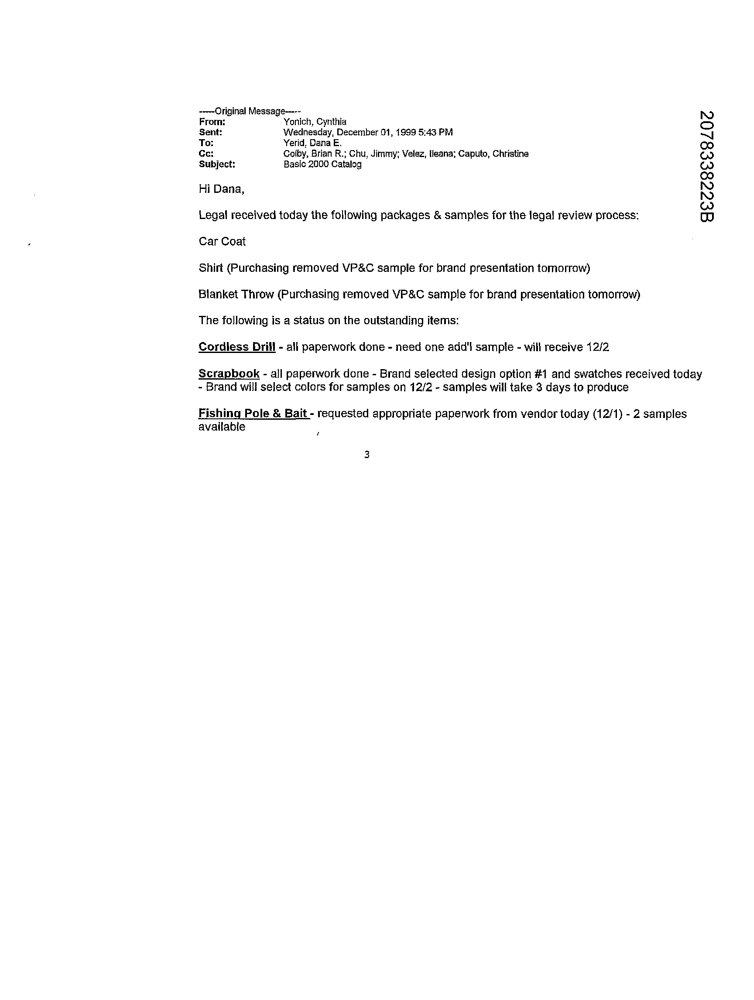 -----Original Message-----
From: Yonich, Cynthia
Sent: Wednesday, December 01, 1999 5:43 PM
To: Yerid, Dana E.
Cc: Colby, Brian R.; Chu, Jimmy; Velez, Ileana; Caputo, Christine
Subject: Basic 2000 Catalog
Hi Dana,
Legal received today the following packages & samples for the legal review process:
Car Coat
Shirt (Purchasing removed VP&C sample for brand presentation tomorrow)
Blanket Throw (Purchasing removed VP&C sample for brand presentation tomorrow)
The following is a status on the outstanding items:
Cordless Drill - all paperwork done - need one add'l sample - will receive 12/2
Scrapbook - all paperwork done - Brand selected design option #1 and swatches received today
- Brand will select colors for samples on 12/2 - samples will take 3 days to produce
Fishing Pole & Bait - requested appropriate paperwork from vendor today (12/1) - 2 samples
available
3
2078338223B